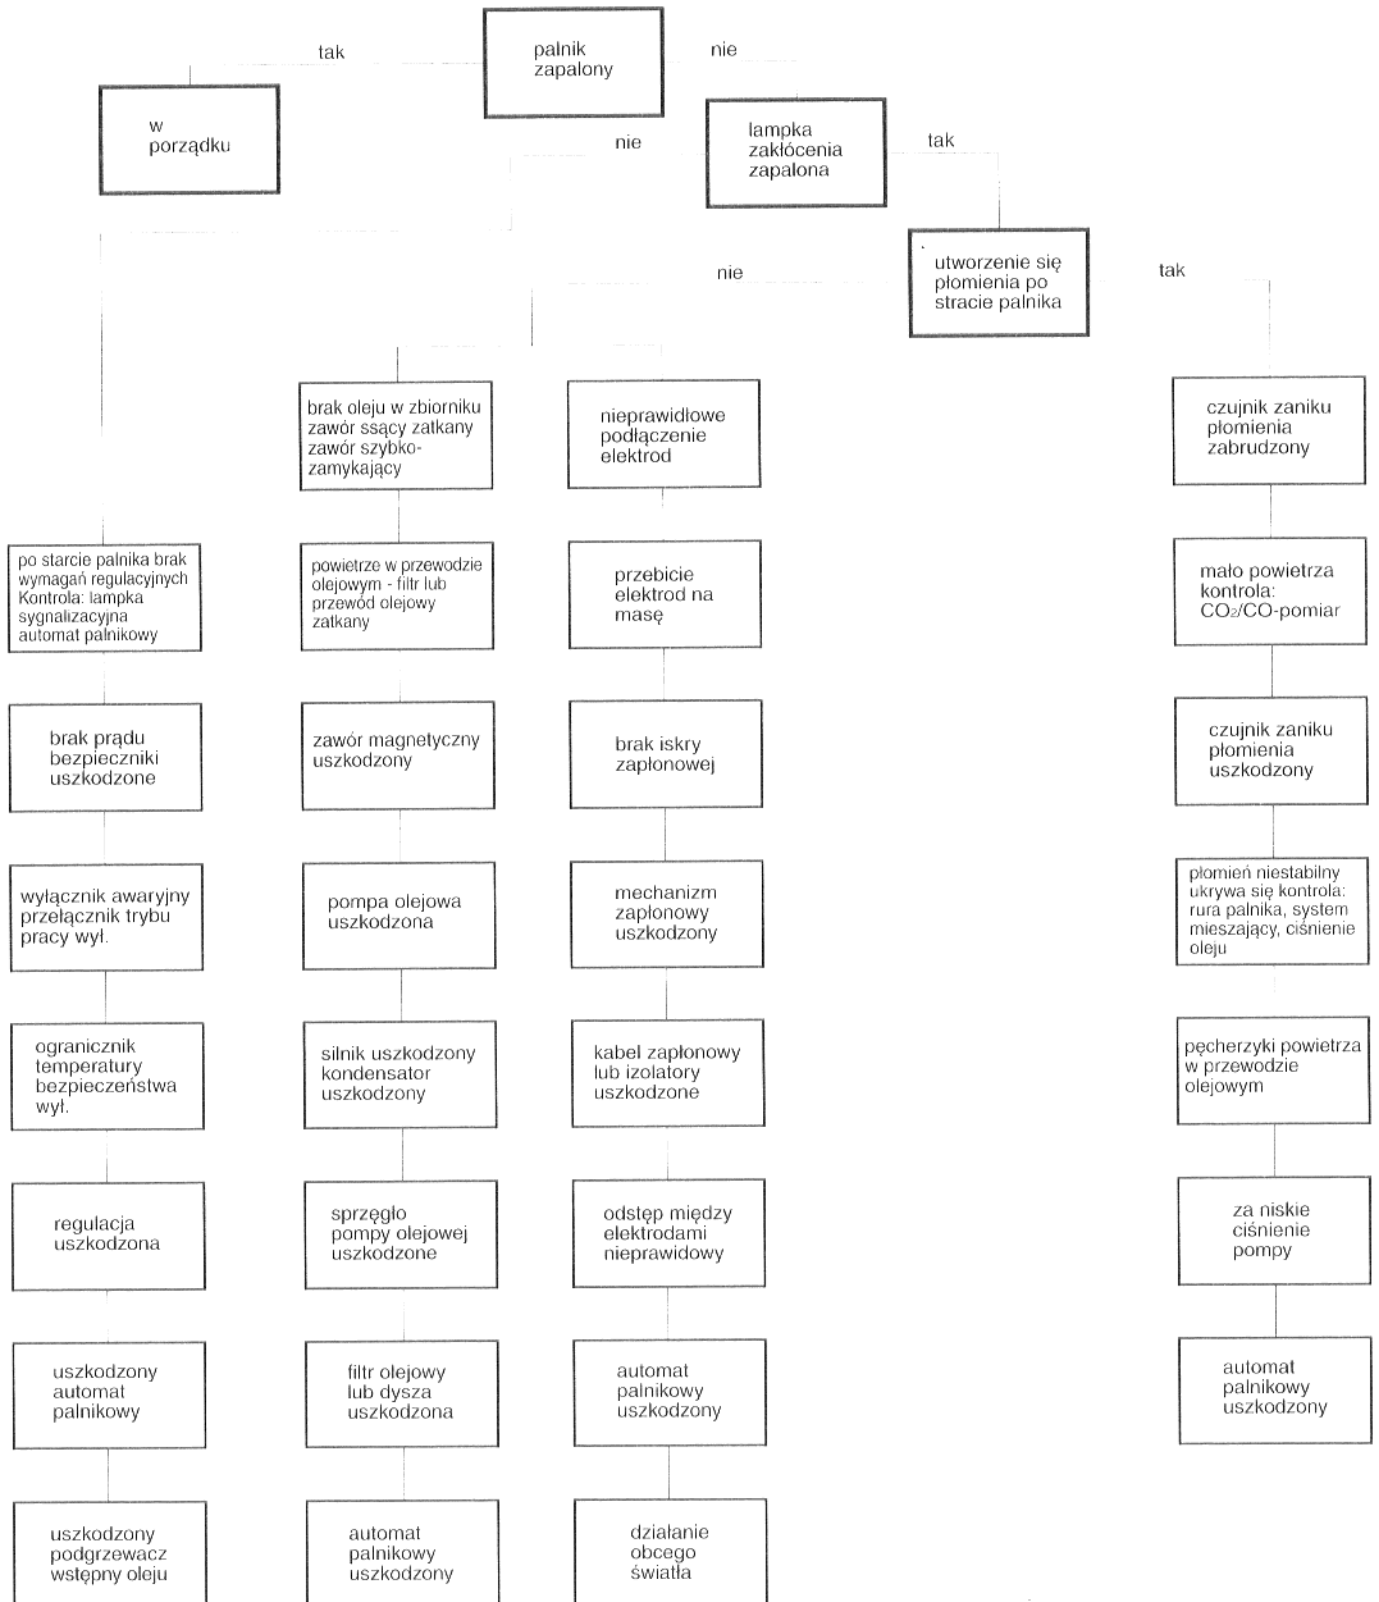 tak
palnik
zapalony
nie
w
porządku
nie
lampka
zakłócenia
zapalona
tak
nie
utworzenie się
płomienia po
stracie palnika
tak
po starcie palnika brak
wymagań regulacyjnych
Kontrola: lampka
sygnalizacyjna
automat palnikowy
brak prądu
bezpieczniki
uszkodzone
wyłącznik awaryjny
przełącznik trybu
pracy wył.
ogranicznik
temperatury
bezpieczeństwa
wył.
regulacja
uszkodzona
uszkodzony
automat
palnikowy
uszkodzony
podgrzewacz
wstępny oleju
brak oleju w zbiorniku
zawór ssący zatkany
zawór szybko-
zamykający
powietrze w przewodzie
olejowym - filtr lub
przewód olejowy
zatkany
zawór magnetyczny
uszkodzony
pompa olejowa
uszkodzona
silnik uszkodzony
kondensator
uszkodzony
sprzęgło
pompy olejowej
uszkodzone
filtr olejowy
lub dysza
uszkodzona
automat
palnikowy
uszkodzony
nieprawidłowe
podłączenie
elektrod
przebicie
elektrod na
masę
brak iskry
zapłonowej
mechanizm
zapłonowy
uszkodzony
kabel zapłonowy
lub izolatory
uszkodzone
odstęp między
elektrodami
nieprawidowy
automat
palnikowy
uszkodzony
działanie
obcego
światła
czujnik zaniku
płomienia
zabrudzony
mało powietrza
kontrola:
CO₂/CO-pomiar
czujnik zaniku
płomienia
uszkodzony
płomień niestabilny
ukrywa się kontrola:
rura palnika, system
mieszający, ciśnienie
oleju
pęcherzyki powietrza
w przewodzie
olejowym
za niskie
ciśnienie
pompy
automat
palnikowy
uszkodzony